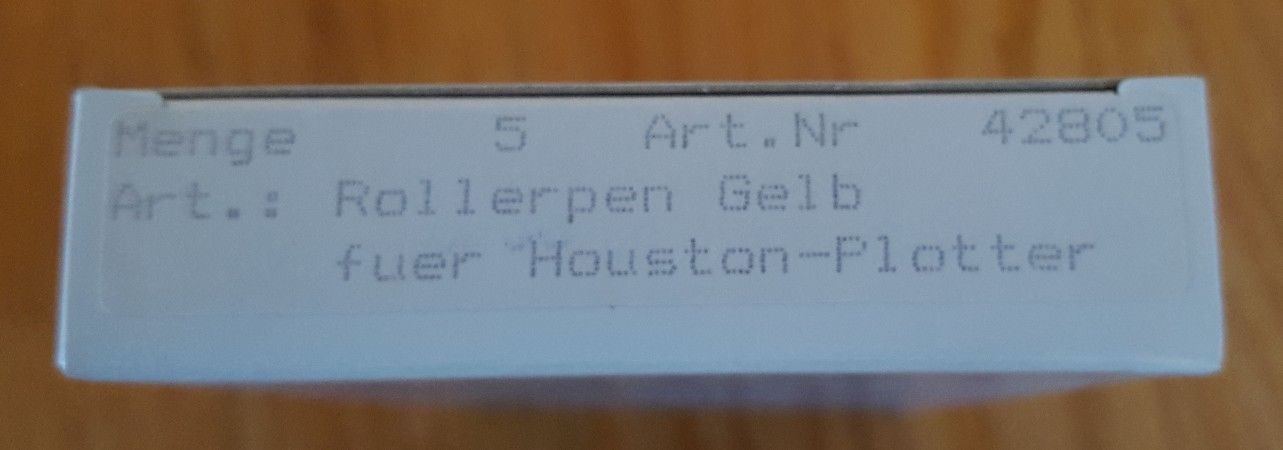 Menge 5 Art.Nr 42805
Art.: Rollerpen Gelb
fuer Houston-Plotter